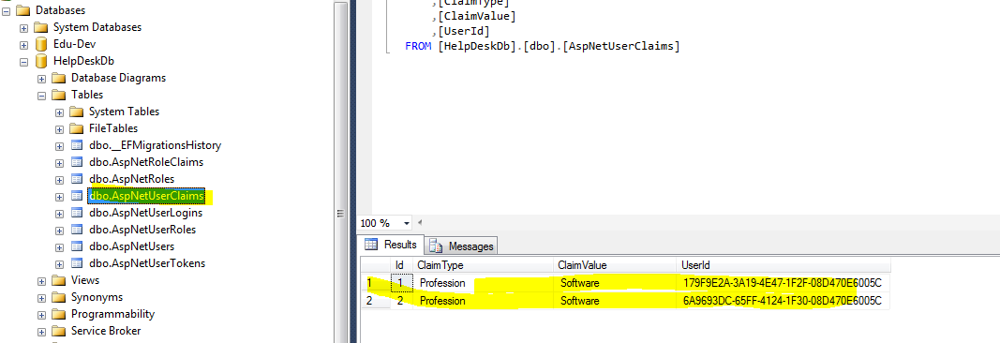 Databases
System Databases
Edu-Dev
HelpDeskDb
Database Diagrams
Tables
System Tables
FileTables
dbo.__EFMigrationsHistory
dbo.AspNetRoleClaims
dbo.AspNetRoles
dbo.AspNetUserClaims
dbo.AspNetUserLogins
dbo.AspNetUserRoles
dbo.AspNetUsers
dbo.AspNetUserTokens
Views
Synonyms
Programmability
Service Broker
,[ClaimType]
,[ClaimValue]
,[UserId]
FROM [HelpDeskDb].[dbo].[AspNetUserClaims]
100 %
Results Messages
Id ClaimType ClaimValue UserId
1 1 Profession Software 179F9E2A-3A19-4E47-1F2F-08D470E6005C
2 2 Profession Software 6A9693DC-65FF-4124-1F30-08D470E6005C